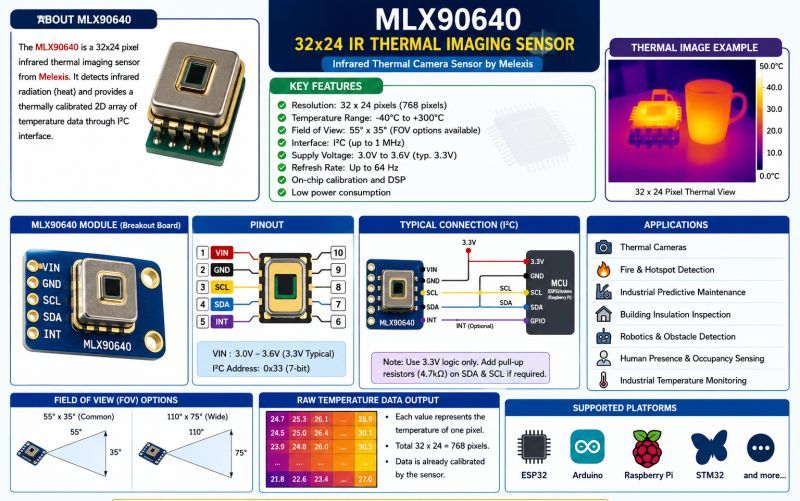 MLX90640
32x24 IR THERMAL IMAGING SENSOR
Infrared Thermal Camera Sensor by Melexis
ABOUT MLX90640
The MLX90640 is a 32x24 pixel
infrared thermal imaging sensor
from Melexis. It detects infrared
radiation (heat) and provides a
thermally calibrated 2D array of
temperature data through I²C
interface.
KEY FEATURES
Resolution: 32 x 24 pixels (768 pixels)
Temperature Range: -40°C to +300°C
Field of View: 55° x 35° (FOV options available)
Interface: I²C (up to 1 MHz)
Supply Voltage: 3.0V to 3.6V (typ. 3.3V)
Refresh Rate: Up to 64 Hz
On-chip calibration and DSP
Low power consumption
THERMAL IMAGE EXAMPLE
50.0°C
40.0
30.0
20.0
10.0
0.0°C
32 x 24 Pixel Thermal View
MLX90640 MODULE (Breakout Board)
VIN
GND
SCL
SDA
INT
MLX90640
PINOUT
1 VIN 10
2 GND 9
3 SCL 8
4 SDA 7
5 INT 6
VIN : 3.0V – 3.6V (3.3V Typical)
I²C Address: 0x33 (7-bit)
TYPICAL CONNECTION (I²C)
3.3V
VIN
GND
SCL
SDA
INT
MLX90640
SCL
SDA
INT (Optional)
3.3V
GND
SCL
SDA
GPIO
MCU
(ESP32/Arduino
/Raspberry Pi)
Note: Use 3.3V logic only. Add pull-up
resistors (4.7kΩ) on SDA & SCL if required.
APPLICATIONS
Thermal Cameras
Fire & Hotspot Detection
Industrial Predictive Maintenance
Building Insulation Inspection
Robotics & Obstacle Detection
Human Presence & Occupancy Sensing
Industrial Temperature Monitoring
FIELD OF VIEW (FOV) OPTIONS
55° x 35° (Common)
55°
35°
110° x 75° (Wide)
110°
75°
RAW TEMPERATURE DATA OUTPUT
24.7 25.3 26.1 ... 28.9
24.5 25.0 26.4 ... 30.1
23.9 24.8 26.0 ... 30.5
... ... ... ... ...
21.8 22.6 23.4 ... 27.0
• Each value represents the
temperature of one pixel.
• Total 32 x 24 = 768 pixels.
• Data is already calibrated
by the sensor.
SUPPORTED PLATFORMS
ESP32
Arduino
Raspberry Pi
STM32
and more...